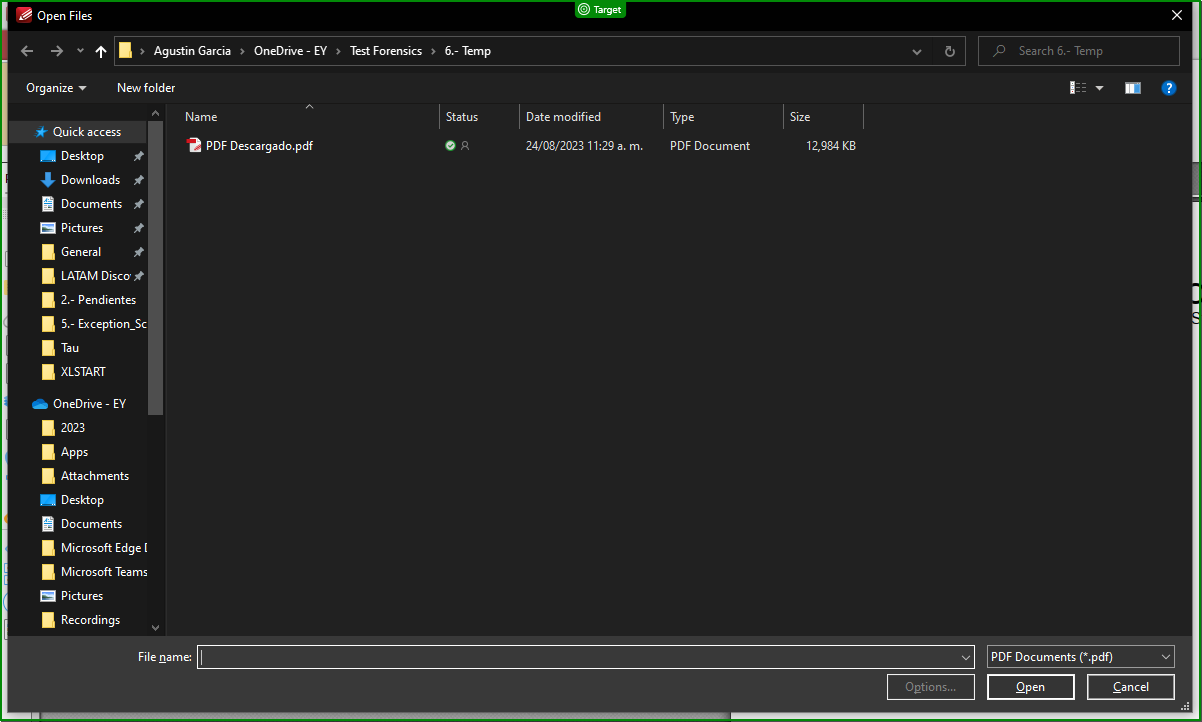 Target
Open Files
Agustin Garcia > OneDrive - EY > Test Forensics > 6.- Temp
Search 6.- Temp
Organize
New folder
Name
Status
Date modified
Type
Size
PDF Descargado.pdf
24/08/2023 11:29 a. m.
PDF Document
12,984 KB
Quick access
Desktop
Downloads
Documents
Pictures
General
LATAM Disco
2.- Pendientes
5.- Exception_Sc
Tau
XLSTART
OneDrive - EY
2023
Apps
Attachments
Desktop
Documents
Microsoft Edge D
Microsoft Teams
Pictures
Recordings
File name:
PDF Documents (*.pdf)
Options...
Open
Cancel